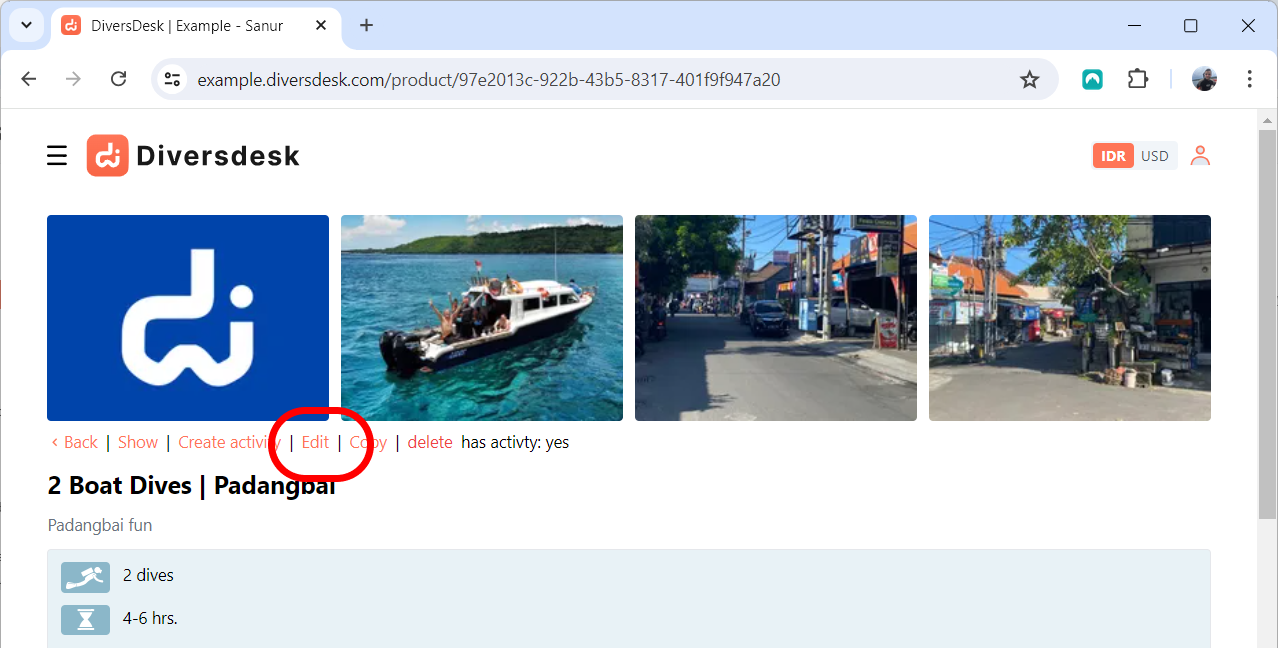 DiversDesk | Example - Sanur
example.diversdesk.com/product/97e2013c-922b-43b5-8317-401f9f947a20
Diversdesk
IDR USD
‹ Back | Show | Create activity | Edit | Copy | delete has activty: yes
2 Boat Dives | Padangbai
Padangbai fun
2 dives
4-6 hrs.